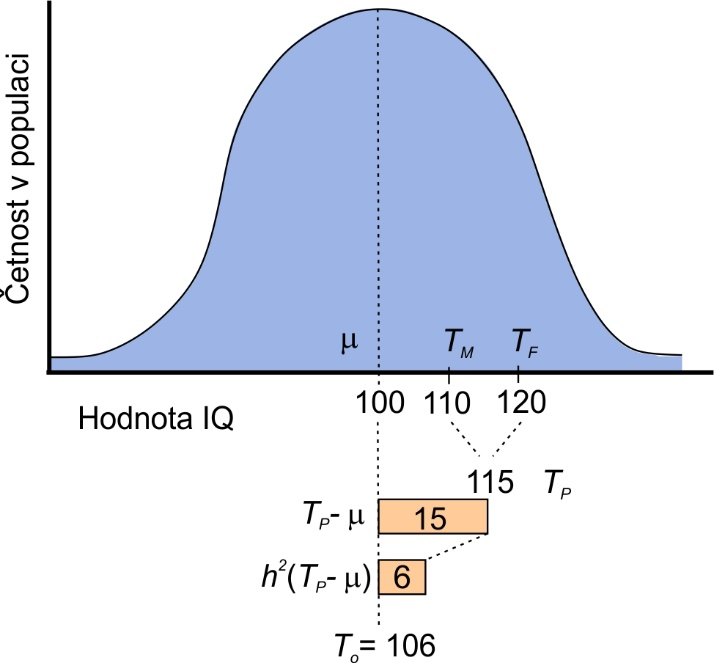 Četnost v populaci
μ T_M T_F
Hodnota IQ
100 110 120
115 T_P
T_P- μ 15
h²(T_P- μ) 6
T_o= 106